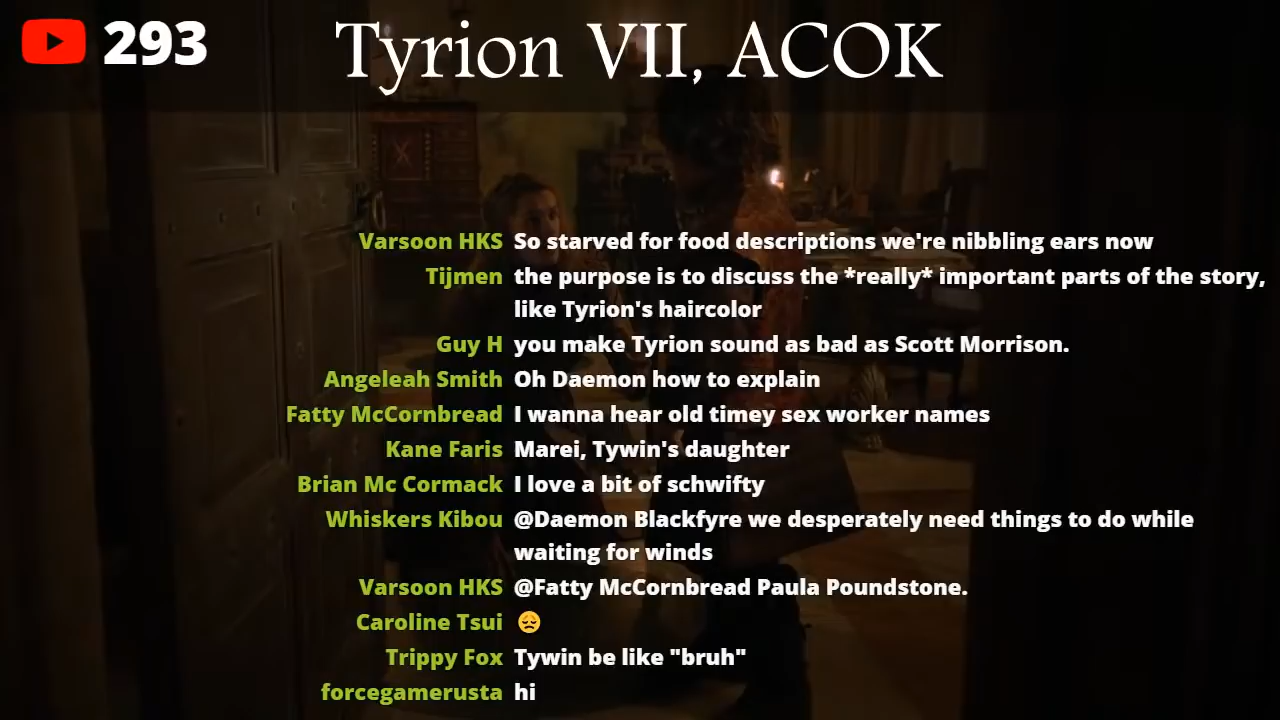 293
Tyrion VII, ACOK
Varsoon HKS So starved for food descriptions we're nibbling ears now
Tijmen the purpose is to discuss the *really* important parts of the story,
like Tyrion's haircolor
Guy H you make Tyrion sound as bad as Scott Morrison.
Angeleah Smith Oh Daemon how to explain
Fatty McCornbread I wanna hear old timey sex worker names
Kane Faris Marei, Tywin's daughter
Brian Mc Cormack I love a bit of schwifty
Whiskers Kibou @Daemon Blackfyre we desperately need things to do while
waiting for winds
Varsoon HKS @Fatty McCornbread Paula Poundstone.
Caroline Tsui 😔
Trippy Fox Tywin be like "bruh"
forcegamerusta hi